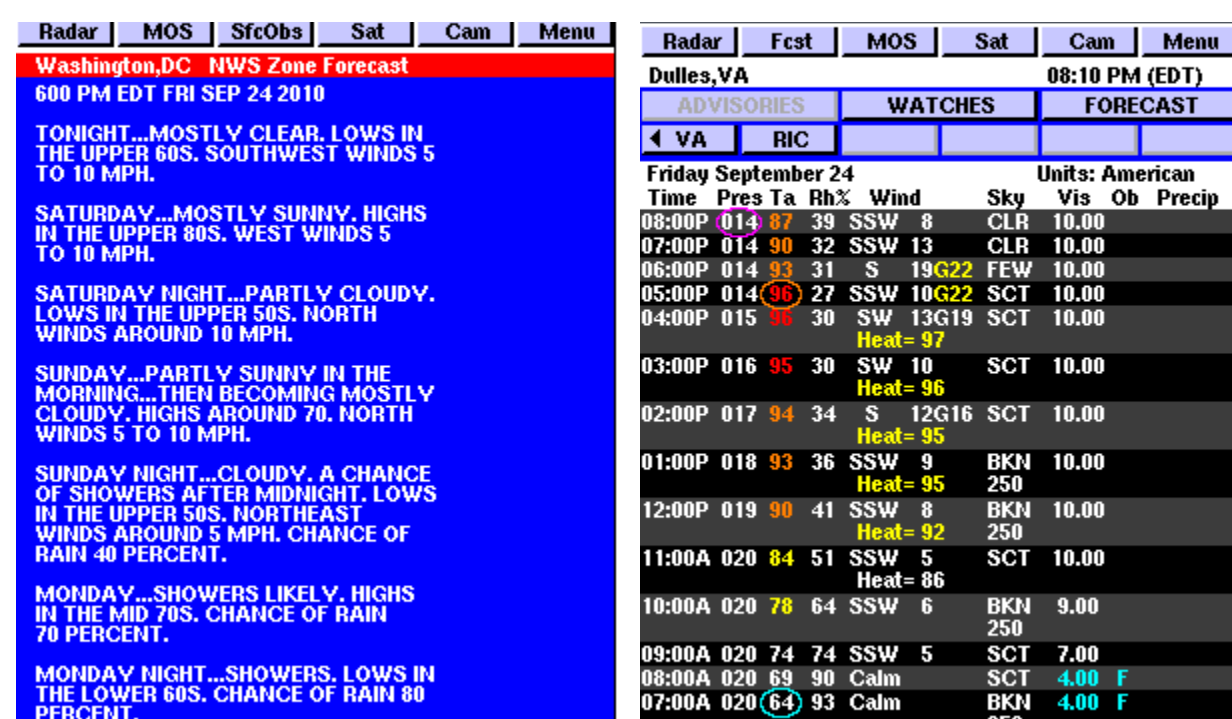 Radar MOS SfcObs Sat Cam Menu
Washington,DC NWS Zone Forecast
600 PM EDT FRI SEP 24 2010
TONIGHT...MOSTLY CLEAR. LOWS IN
THE UPPER 60S. SOUTHWEST WINDS 5
TO 10 MPH.
SATURDAY...MOSTLY SUNNY. HIGHS
IN THE UPPER 80S. WEST WINDS 5
TO 10 MPH.
SATURDAY NIGHT...PARTLY CLOUDY.
LOWS IN THE UPPER 50S. NORTH
WINDS AROUND 10 MPH.
SUNDAY...PARTLY SUNNY IN THE
MORNING...THEN BECOMING MOSTLY
CLOUDY. HIGHS AROUND 70. NORTH
WINDS 5 TO 10 MPH.
SUNDAY NIGHT...CLOUDY. A CHANCE
OF SHOWERS AFTER MIDNIGHT. LOWS
IN THE UPPER 50S. NORTHEAST
WINDS AROUND 5 MPH. CHANCE OF
RAIN 40 PERCENT.
MONDAY...SHOWERS LIKELY. HIGHS
IN THE MID 70S. CHANCE OF RAIN
70 PERCENT.
MONDAY NIGHT...SHOWERS. LOWS IN
THE LOWER 60S. CHANCE OF RAIN 80
PERCENT.
Radar Fcst MOS Sat Cam Menu
Dulles,VA 08:10 PM (EDT)
ADVISORIES WATCHES FORECAST
VA RIC
Friday September 24 Units: American
Time Pres Ta Rh% Wind Sky Vis Ob Precip
08:00P 014 87 39 SSW 8 CLR 10.00
07:00P 014 90 32 SSW 13 CLR 10.00
06:00P 014 93 31 S 19G22 FEW 10.00
05:00P 014 96 27 SSW 10G22 SCT 10.00
04:00P 015 96 30 SW 13G19 SCT 10.00
Heat= 97
03:00P 016 95 30 SW 10 SCT 10.00
Heat= 96
02:00P 017 94 34 S 12G16 SCT 10.00
Heat= 95
01:00P 018 93 36 SSW 9 BKN 10.00
Heat= 95 250
12:00P 019 90 41 SSW 8 BKN 10.00
Heat= 92 250
11:00A 020 84 51 SSW 5 SCT 10.00
Heat= 86
10:00A 020 78 64 SSW 6 BKN 9.00
250
09:00A 020 74 74 SSW 5 SCT 7.00
08:00A 020 69 90 Calm SCT 4.00 F
07:00A 020 64 93 Calm BKN 4.00 F